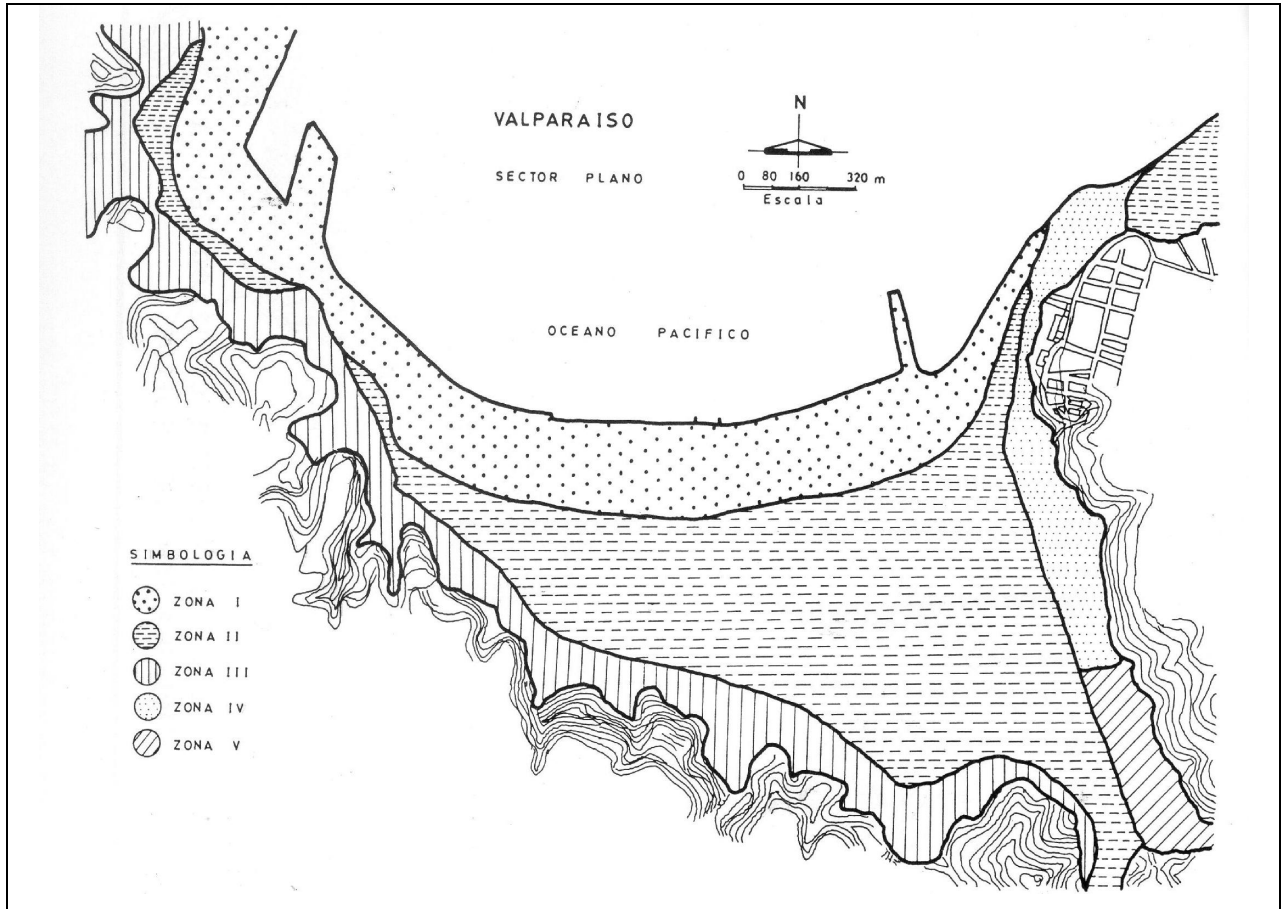 VALPARAISO
SECTOR PLANO
N
0 80 160 320 m
Escala
OCEANO PACIFICO
SIMBOLOGIA
ZONA I
ZONA II
ZONA III
ZONA IV
ZONA V